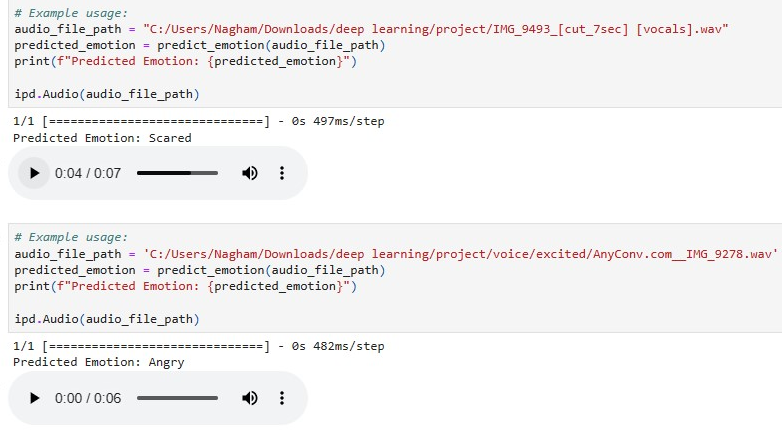 # Example usage:
audio_file_path = "C:/Users/Nagham/Downloads/deep learning/project/IMG_9493_[cut_7sec] [vocals].wav"
predicted_emotion = predict_emotion(audio_file_path)
print(f"Predicted Emotion: {predicted_emotion}")
ipd.Audio(audio_file_path)
1/1 [==============================] - 0s 497ms/step
Predicted Emotion: Scared
0:04 / 0:07
# Example usage:
audio_file_path = 'C:/Users/Nagham/Downloads/deep learning/project/voice/excited/AnyConv.com__IMG_9278.wav'
predicted_emotion = predict_emotion(audio_file_path)
print(f"Predicted Emotion: {predicted_emotion}")
ipd.Audio(audio_file_path)
1/1 [==============================] - 0s 482ms/step
Predicted Emotion: Angry
0:00 / 0:06